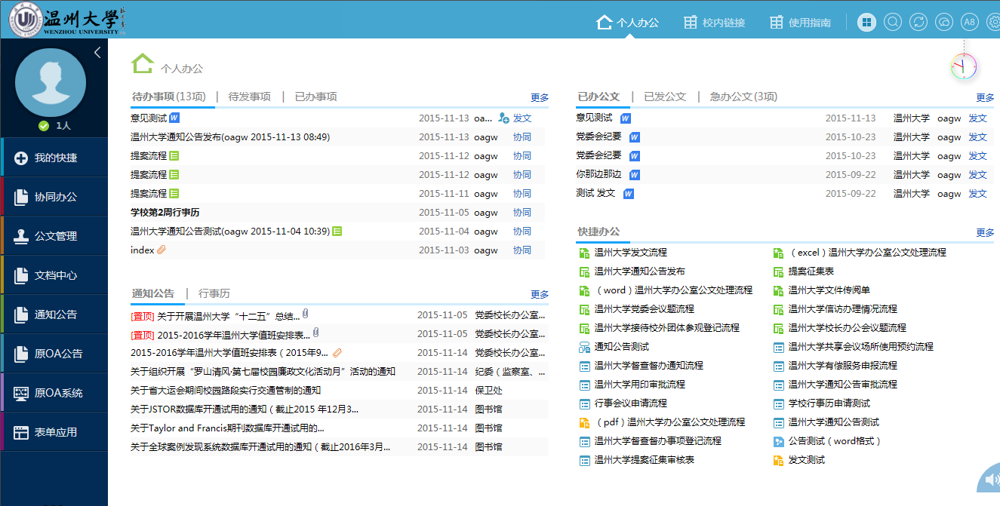 温州大学
WENZHOU UNIVERSITY
个人办公
校内链接
使用指南
A8
1人
我的快捷
协同办公
公文管理
文档中心
通知公告
原OA公告
原OA系统
表单应用
个人办公
待办事项(13项) | 待发事项 | 已办事项 更多
意见测试 W 2015-11-13 oa... 发文
温州大学通知公告发布(oagw 2015-11-13 08:49) 2015-11-13 oagw 协同
提案流程 2015-11-12 oagw 协同
提案流程 2015-11-12 oagw 协同
提案流程 2015-11-11 oagw 协同
学校第2周行事历 2015-11-05 oagw 协同
温州大学通知公告测试(oagw 2015-11-04 10:39) 2015-11-04 oagw 协同
index 2015-11-03 oagw 协同
通知公告 | 行事历 更多
[置顶] 关于开展温州大学“十二五”总结... 2015-11-05 党委校长办公室...
[置顶] 2015-2016学年温州大学值班安排表... 2015-11-05 党委校长办公室...
2015-2016学年温州大学值班安排表（2015年9... 2015-11-14 党委校长办公室...
关于组织开展“罗山清风·第七届校园廉政文化活动月”活动的通知 2015-11-14 纪委（监察室、...
关于省大运会期间校园路段实行交通管制的通知 2015-11-14 保卫处
关于JSTOR数据库开通试用的通知（截止2015 年12月3... 2015-11-14 图书馆
关于Taylor and Francis期刊数据库开通试用的... 2015-11-14 图书馆
关于全球案例发现系统数据库开通试用的通知（截止2016年3月... 2015-11-14 图书馆
已办公文 | 已发公文 | 急办公文(3项) 更多
意见测试 W 2015-11-13 温州大学 oagw 发文
党委会纪要 W 2015-10-23 温州大学 oagw 发文
党委会纪要 W 2015-10-23 温州大学 oagw 发文
你那边那边 W 2015-09-22 温州大学 oagw 发文
测试 发文 W 2015-09-22 温州大学 oagw 发文
快捷办公 更多
温州大学发文流程 （excel）温州大学办公室公文处理流程
温州大学通知公告发布 提案征集表
（word）温州大学办公室公文处理流程 温州大学文件传阅单
温州大学党委会议题流程 温州大学信访办理情况流程
温州大学接待校外团体参观登记流程 温州大学校长办公会议题流程
通知公告测试 温州大学共享会议场所使用预约流程
温州大学督查督办通知流程 温州大学有偿服务申报流程
温州大学用印审批流程 温州大学通知公告审批流程
行事会议申请流程 学校行事历申请测试
（pdf）温州大学办公室公文处理流程 温州大学通知公告测试
温州大学督查督办事项登记流程 公告测试（word格式）
温州大学提案征集审核表 发文测试